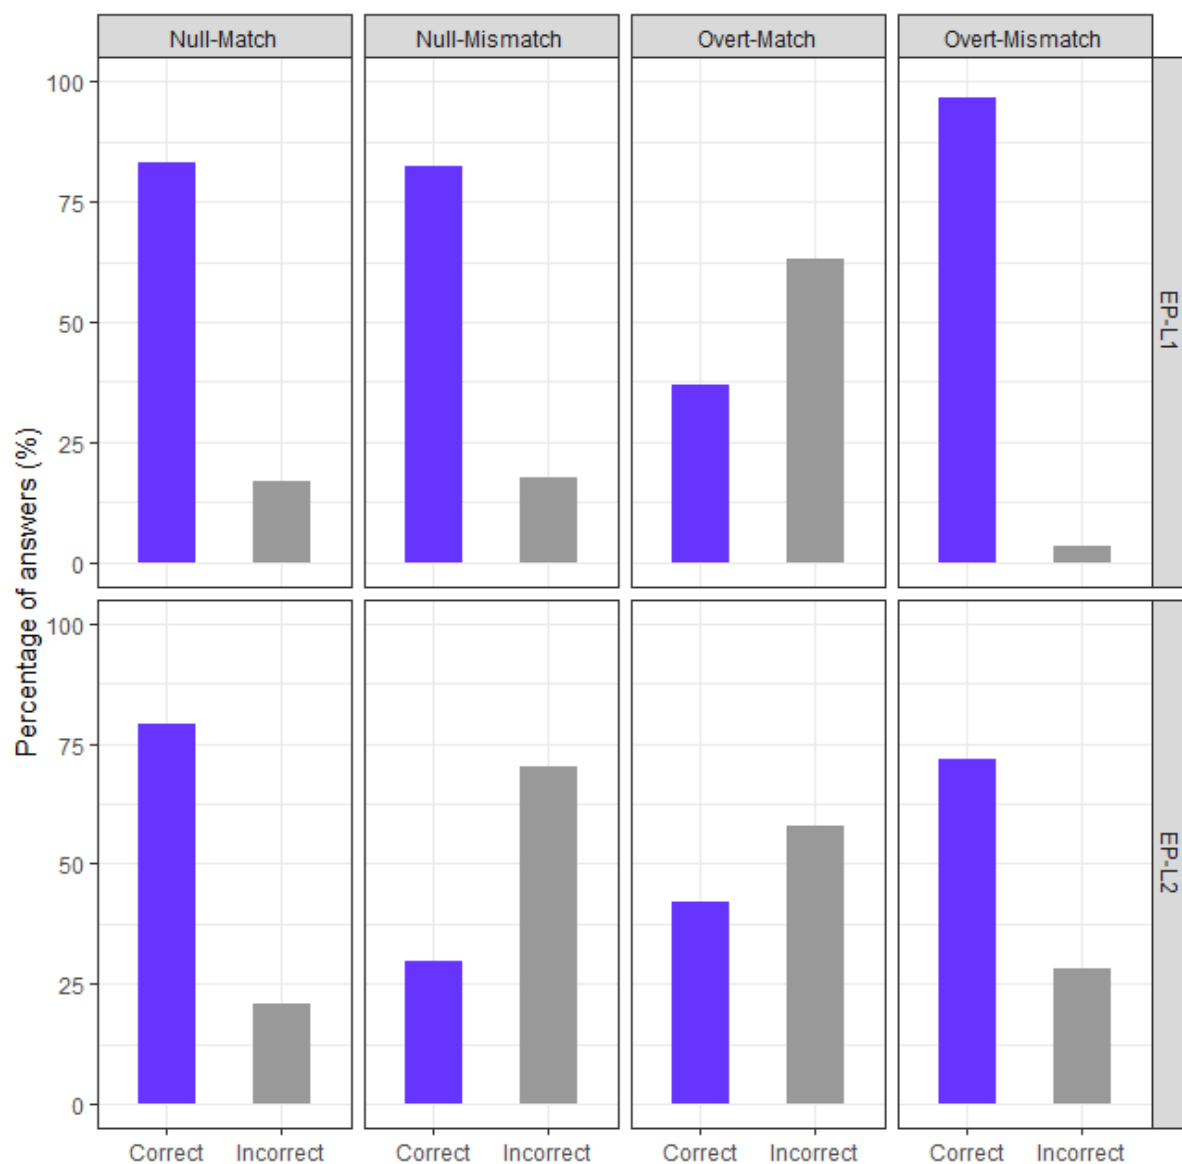 Null-Match Null-Mismatch Overt-Match Overt-Mismatch
Percentage of answers (%)
100
75
50
25
0
EP-L1
100
75
50
25
0
EP-L2
Correct Incorrect Correct Incorrect Correct Incorrect Correct Incorrect